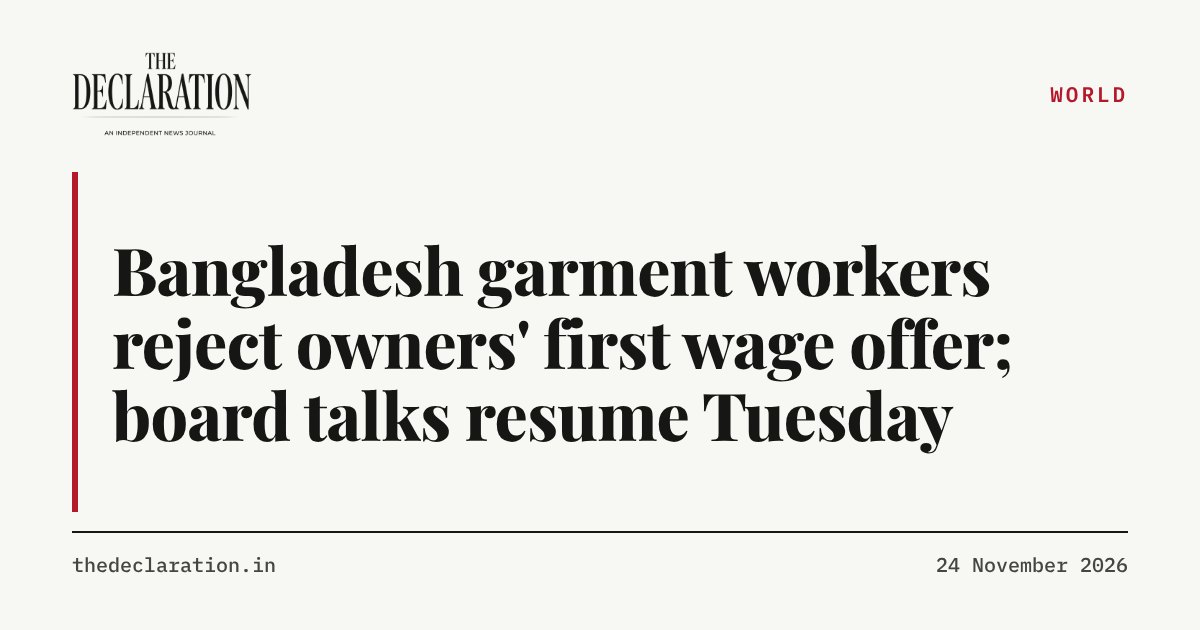 THE
DECLARATION
AN INDEPENDENT NEWS JOURNAL
WORLD
Bangladesh garment workers
reject owners' first wage offer;
board talks resume Tuesday
thedeclaration.in
24 November 2026